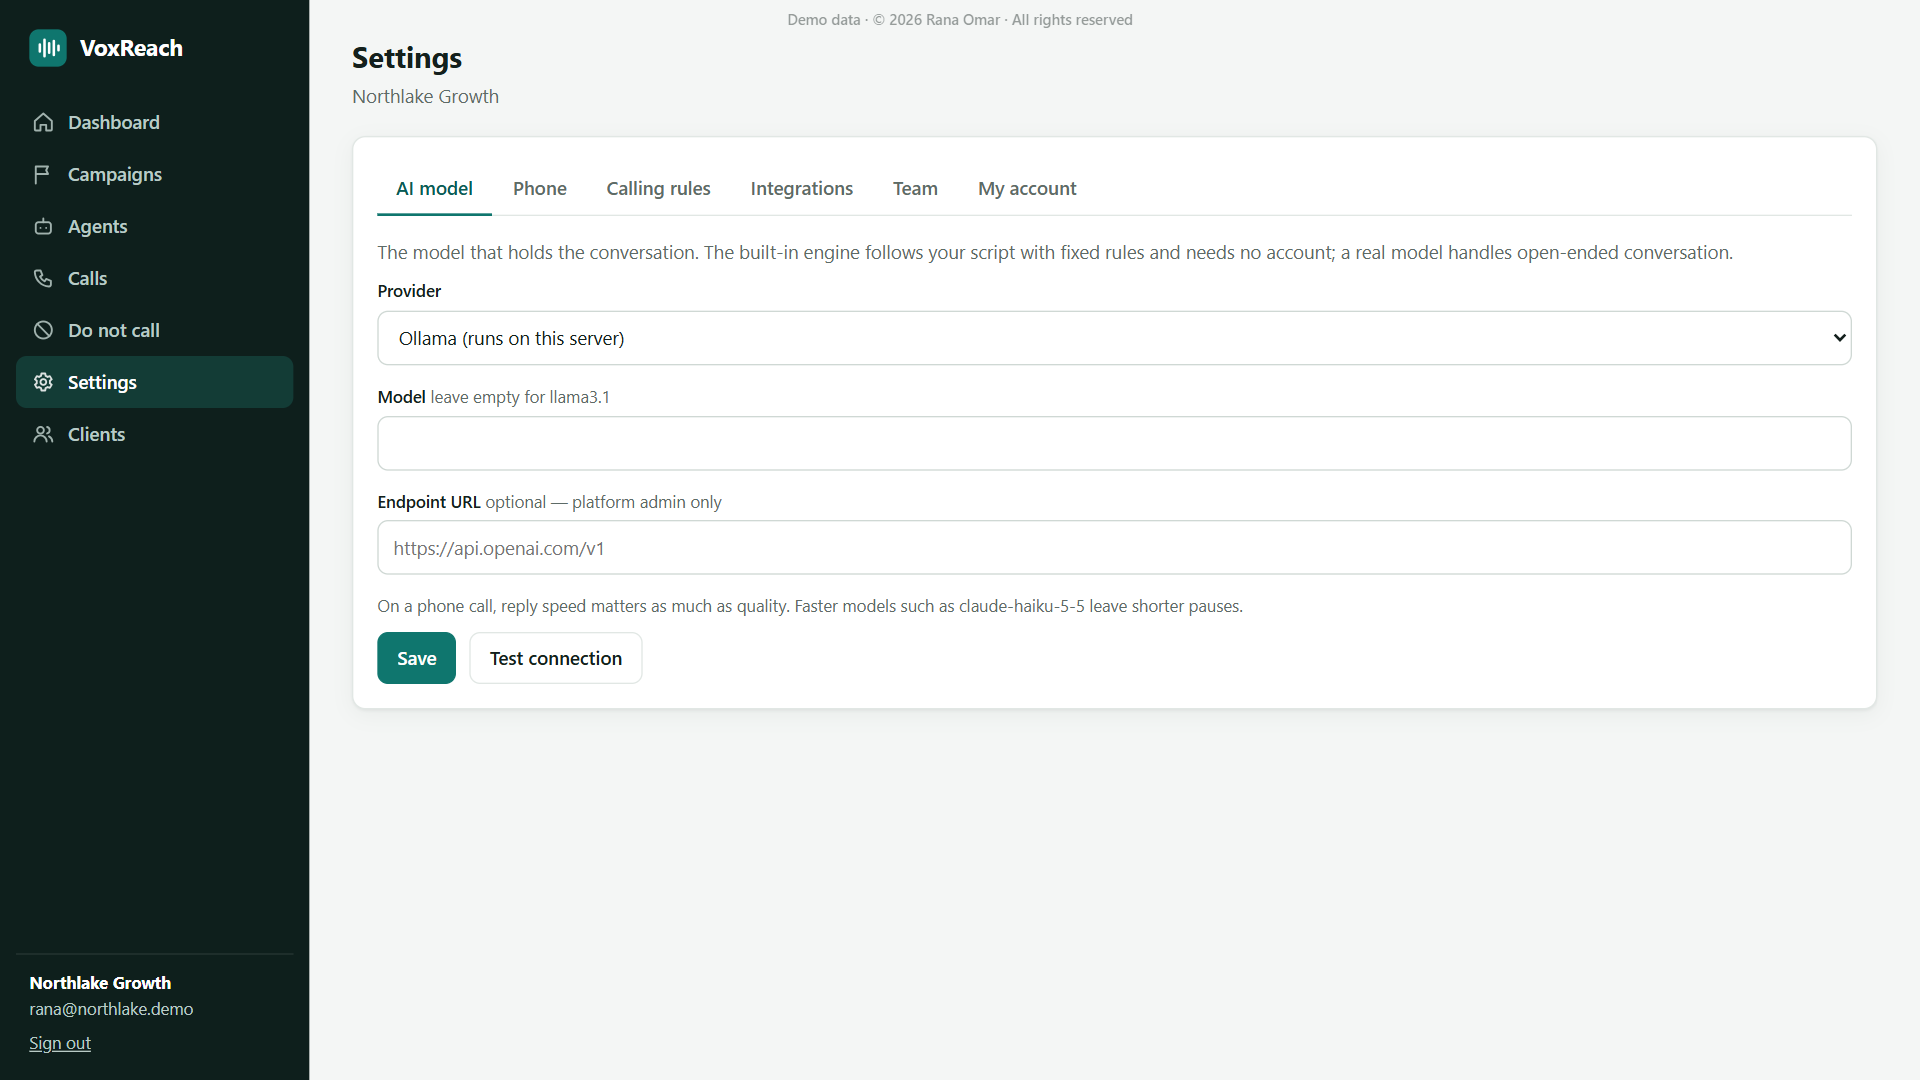 Demo data · © 2026 Rana Omar · All rights reserved
VoxReach
Dashboard
Campaigns
Agents
Calls
Do not call
Settings
Clients
Northlake Growth
rana@northlake.demo
Sign out
Settings
Northlake Growth
AI model Phone Calling rules Integrations Team My account
The model that holds the conversation. The built-in engine follows your script with fixed rules and needs no account; a real model handles open-ended conversation.
Provider
Ollama (runs on this server)
Model leave empty for llama3.1
Endpoint URL optional — platform admin only
https://api.openai.com/v1
On a phone call, reply speed matters as much as quality. Faster models such as claude-haiku-5-5 leave shorter pauses.
Save Test connection